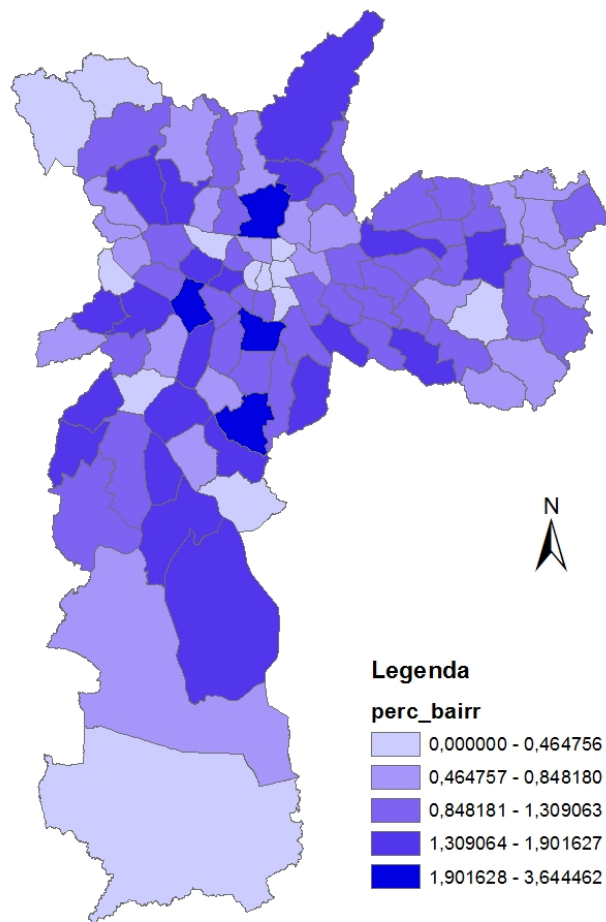 N
Legenda
perc_bairr
0,000000 - 0,464756
0,464757 - 0,848180
0,848181 - 1,309063
1,309064 - 1,901627
1,901628 - 3,644462